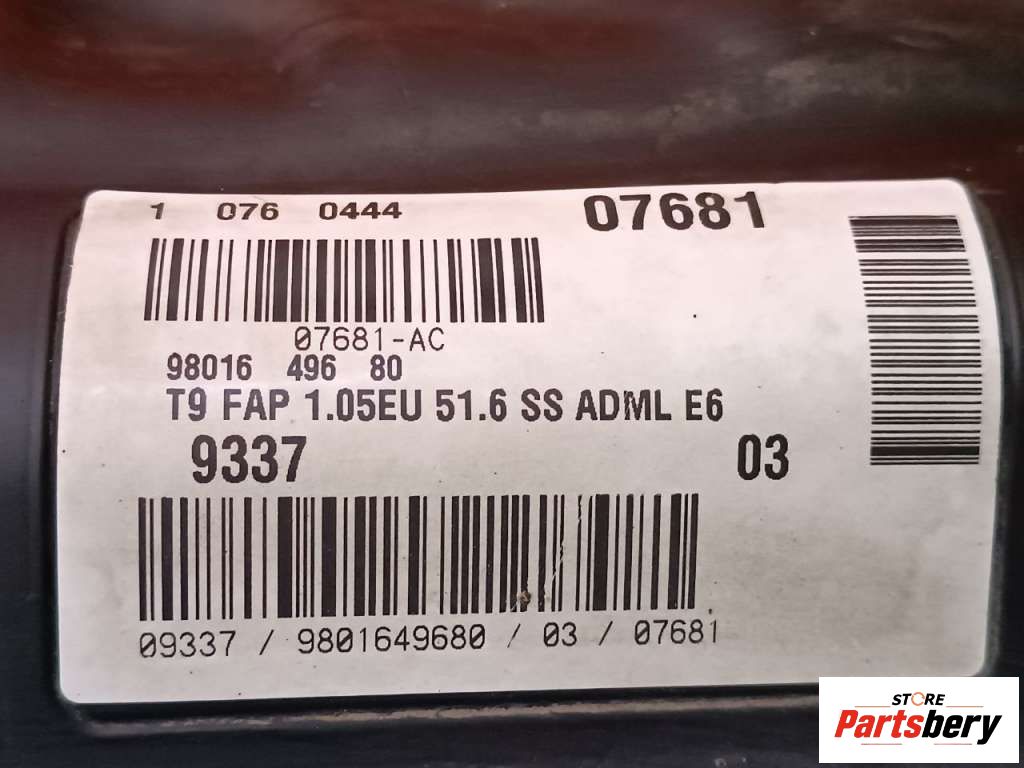 1 076 0444
07681
07681-AC
98016 496 80
T9 FAP 1.05EU 51.6 SS ADML E6
9337 03
09337 / 9801649680 / 03 / 07681
STORE
Partsbery